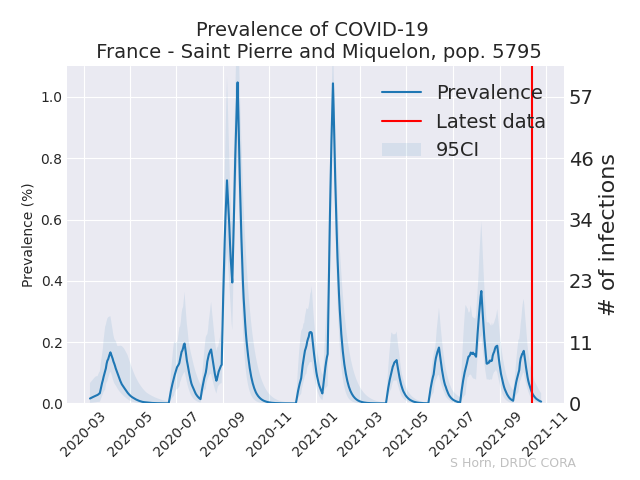 Prevalence of COVID-19
France - Saint Pierre and Miquelon, pop. 5795
Prevalence
Latest data
95CI
1.0
0.8
0.6
0.4
0.2
0.0
Prevalence (%)
57
46
34
23
11
0
# of infections
2020-03
2020-05
2020-07
2020-09
2020-11
2021-01
2021-03
2021-05
2021-07
2021-09
2021-11
S Horn, DRDC CORA